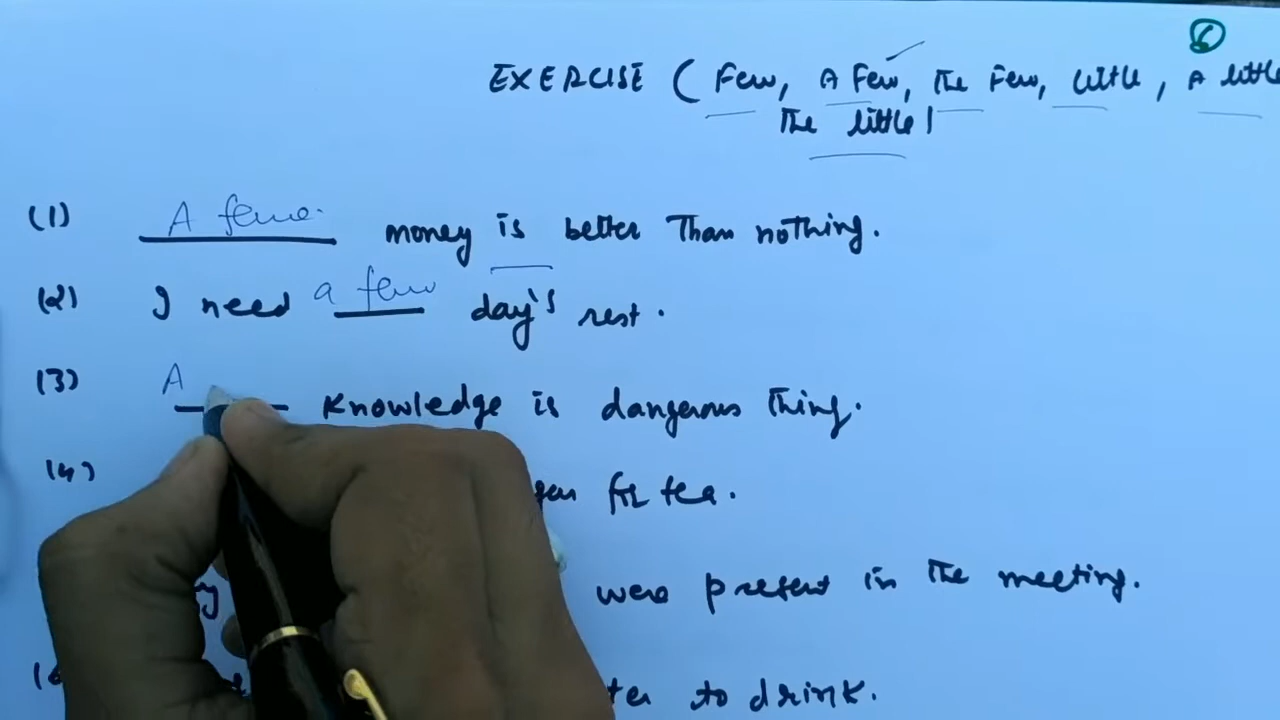 6
EXERCISE ( Few, A Few, The Few, little, A little
The little )
(1) A few money is better Than nothing.
(2) I need a few day's rest.
(3) A Knowledge is dangerous Thing.
(4) for tea.
were present in The meeting.
to drink.